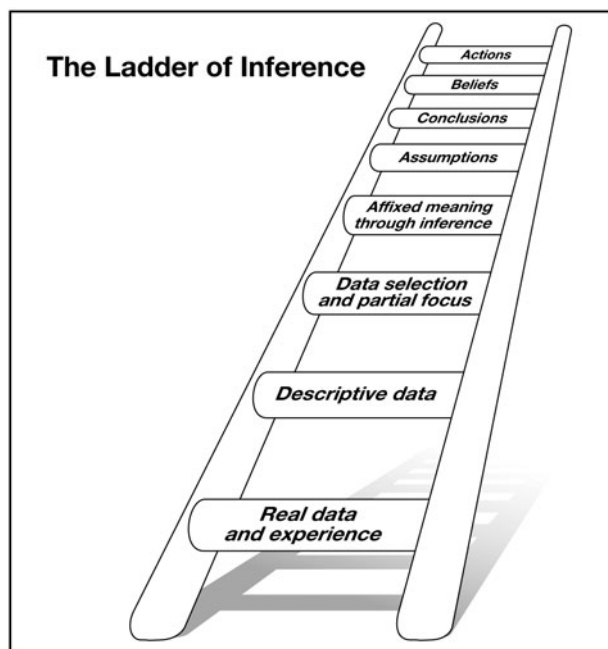 The Ladder of Inference
Actions
Beliefs
Conclusions
Assumptions
Affixed meaning
through inference
Data selection
and partial focus
Descriptive data
Real data
and experience